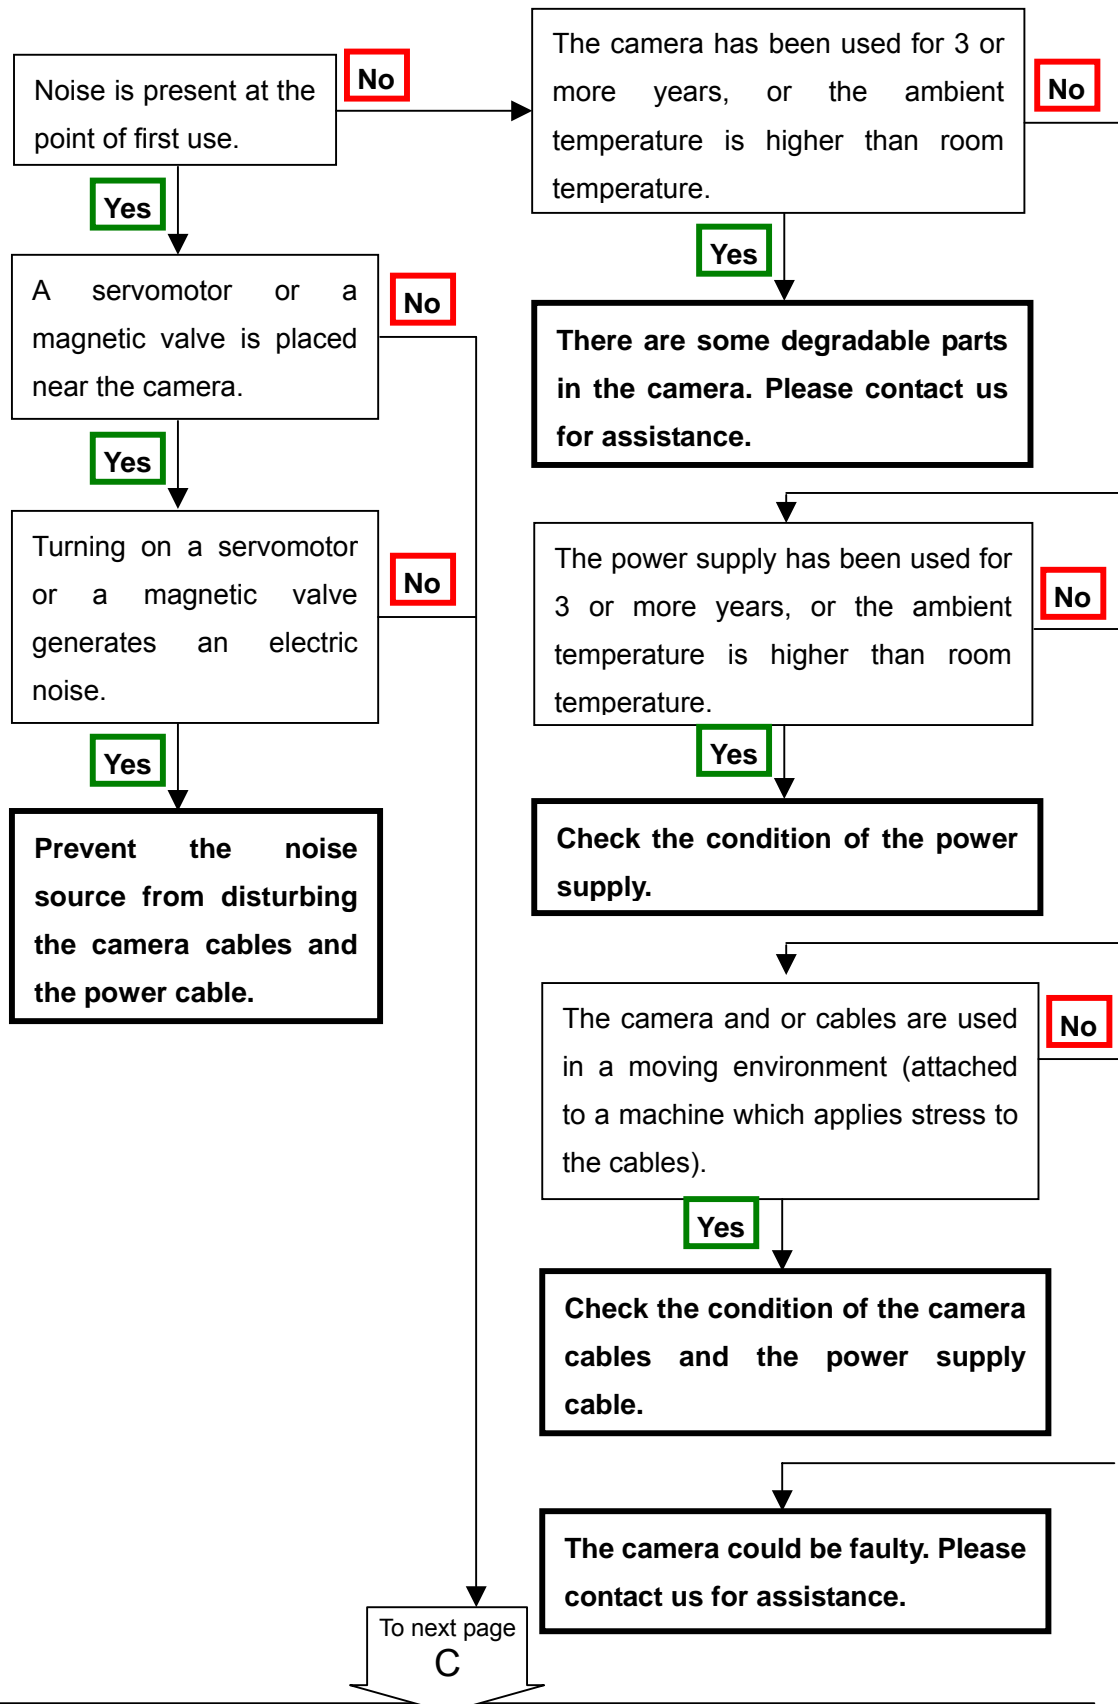 Noise is present at the
point of first use.
No
Yes
A servomotor or a
magnetic valve is placed
near the camera.
No
Yes
Turning on a servomotor
or a magnetic valve
generates an electric
noise.
No
Yes
Prevent the noise
source from disturbing
the camera cables and
the power cable.
The camera has been used for 3 or
more years, or the ambient
temperature is higher than room
temperature.
No
Yes
There are some degradable parts
in the camera. Please contact us
for assistance.
The power supply has been used for
3 or more years, or the ambient
temperature is higher than room
temperature.
No
Yes
Check the condition of the power
supply.
The camera and or cables are used
in a moving environment (attached
to a machine which applies stress to
the cables).
No
Yes
Check the condition of the camera
cables and the power supply
cable.
The camera could be faulty. Please
contact us for assistance.
To next page
C